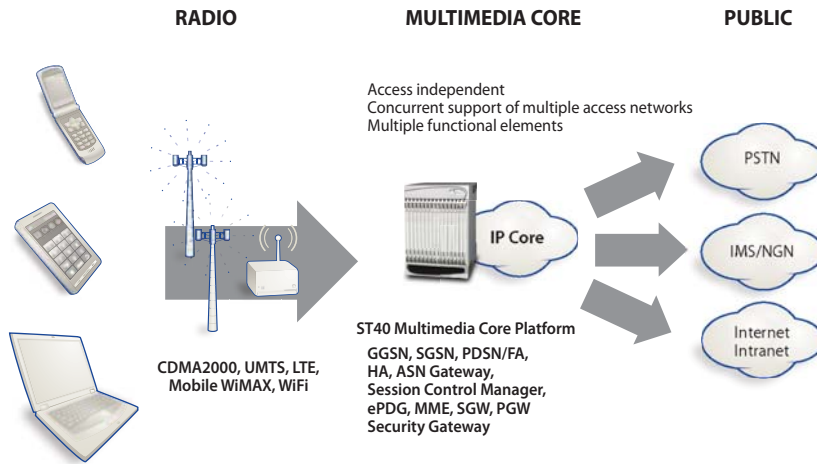 RADIO
MULTIMEDIA CORE
PUBLIC
Access independent
Concurrent support of multiple access networks
Multiple functional elements
PSTN
IP Core
IMS/NGN
Internet
Intranet
CDMA2000, UMTS, LTE,
Mobile WiMAX, WiFi
ST40 Multimedia Core Platform
GGSN, SGSN, PDSN/FA,
HA, ASN Gateway,
Session Control Manager,
ePDG, MME, SGW, PGW
Security Gateway